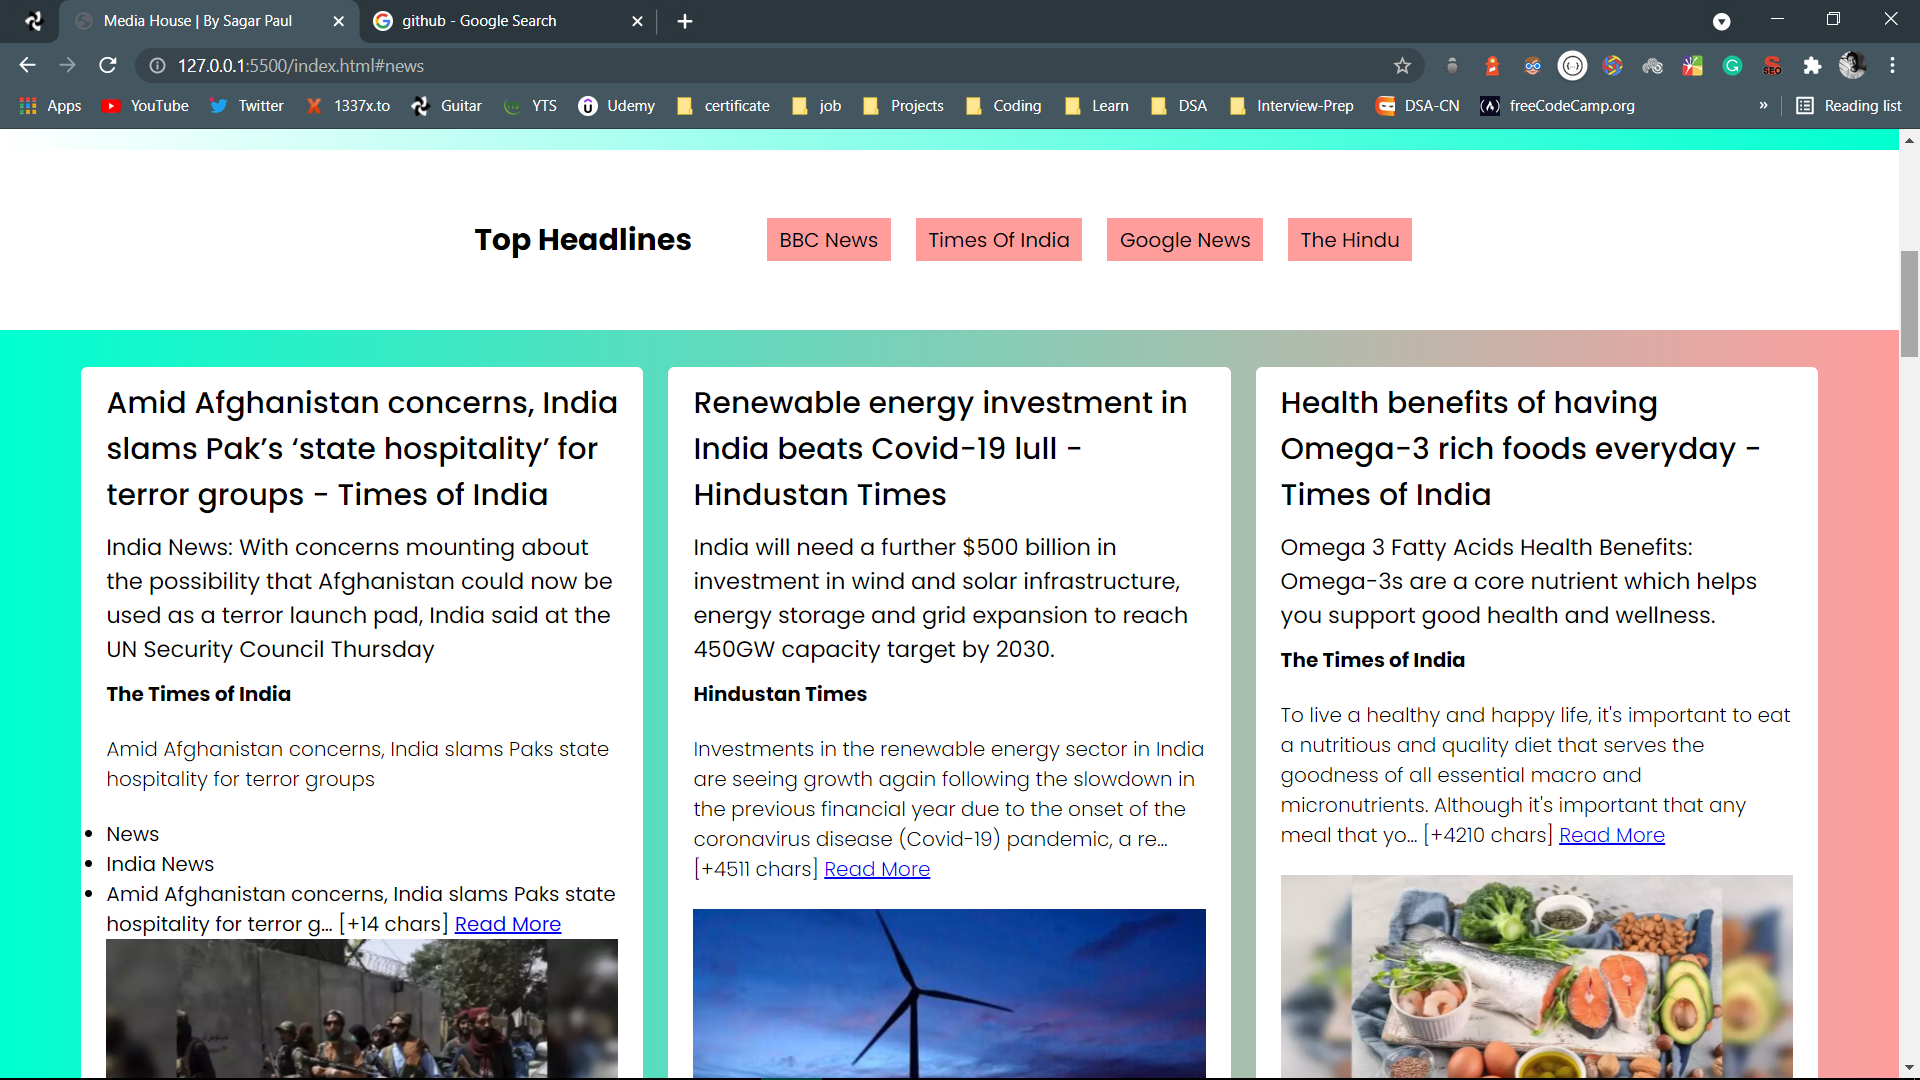 Media House | By Sagar Paul
github - Google Search
127.0.0.1:5500/index.html#news
SEO
Apps
YouTube
Twitter
1337x.to
Guitar
YTS
Udemy
certificate
job
Projects
Coding
Learn
DSA
Interview-Prep
DSA-CN
freeCodeCamp.org
»
Reading list
Top Headlines
BBC News
Times Of India
Google News
The Hindu
Amid Afghanistan concerns, India
slams Pak’s ‘state hospitality’ for
terror groups - Times of India
India News: With concerns mounting about
the possibility that Afghanistan could now be
used as a terror launch pad, India said at the
UN Security Council Thursday
The Times of India
Amid Afghanistan concerns, India slams Paks state
hospitality for terror groups
• News
• India News
• Amid Afghanistan concerns, India slams Paks state
hospitality for terror g… [+14 chars] Read More
Renewable energy investment in
India beats Covid-19 lull -
Hindustan Times
India will need a further $500 billion in
investment in wind and solar infrastructure,
energy storage and grid expansion to reach
450GW capacity target by 2030.
Hindustan Times
Investments in the renewable energy sector in India
are seeing growth again following the slowdown in
the previous financial year due to the onset of the
coronavirus disease (Covid-19) pandemic, a re…
[+4511 chars] Read More
Health benefits of having
Omega-3 rich foods everyday -
Times of India
Omega 3 Fatty Acids Health Benefits:
Omega-3s are a core nutrient which helps
you support good health and wellness.
The Times of India
To live a healthy and happy life, it's important to eat
a nutritious and quality diet that serves the
goodness of all essential macro and
micronutrients. Although it's important that any
meal that yo… [+4210 chars] Read More